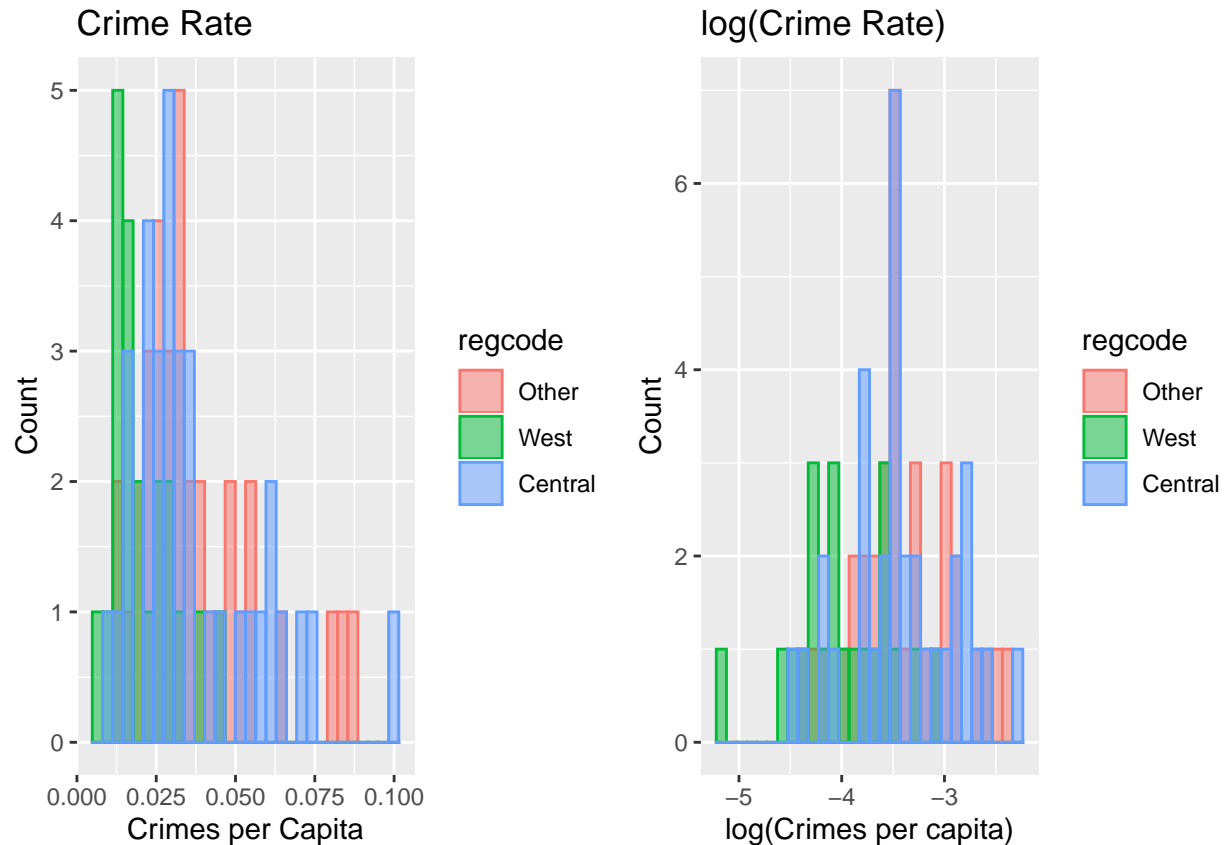 Crime Rate
5
4
3
2
1
0
Count
0.000
0.025
0.050
0.075
0.100
Crimes per Capita
regcode
Other
West
Central
log(Crime Rate)
6
4
2
0
Count
−5
−4
−3
log(Crimes per capita)
regcode
Other
West
Central